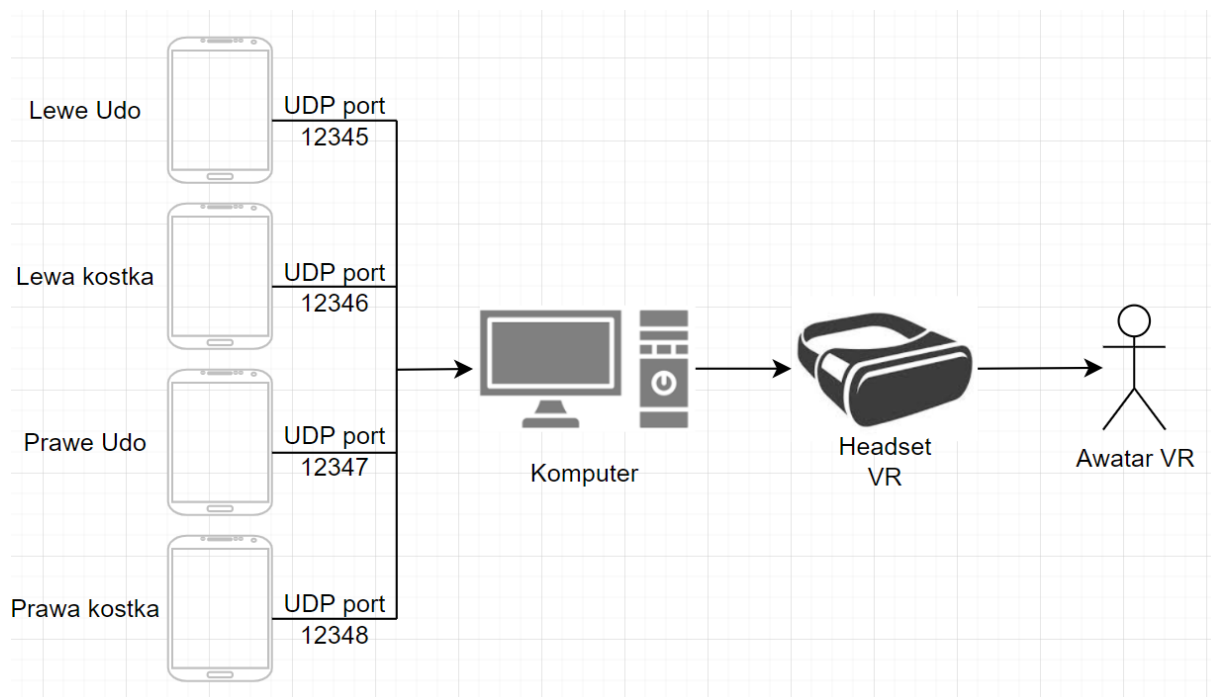 Lewe Udo
UDP port
12345
Lewa kostka
UDP port
12346
Prawe Udo
UDP port
12347
Prawa kostka
UDP port
12348
Komputer
Headset
VR
Awatar VR